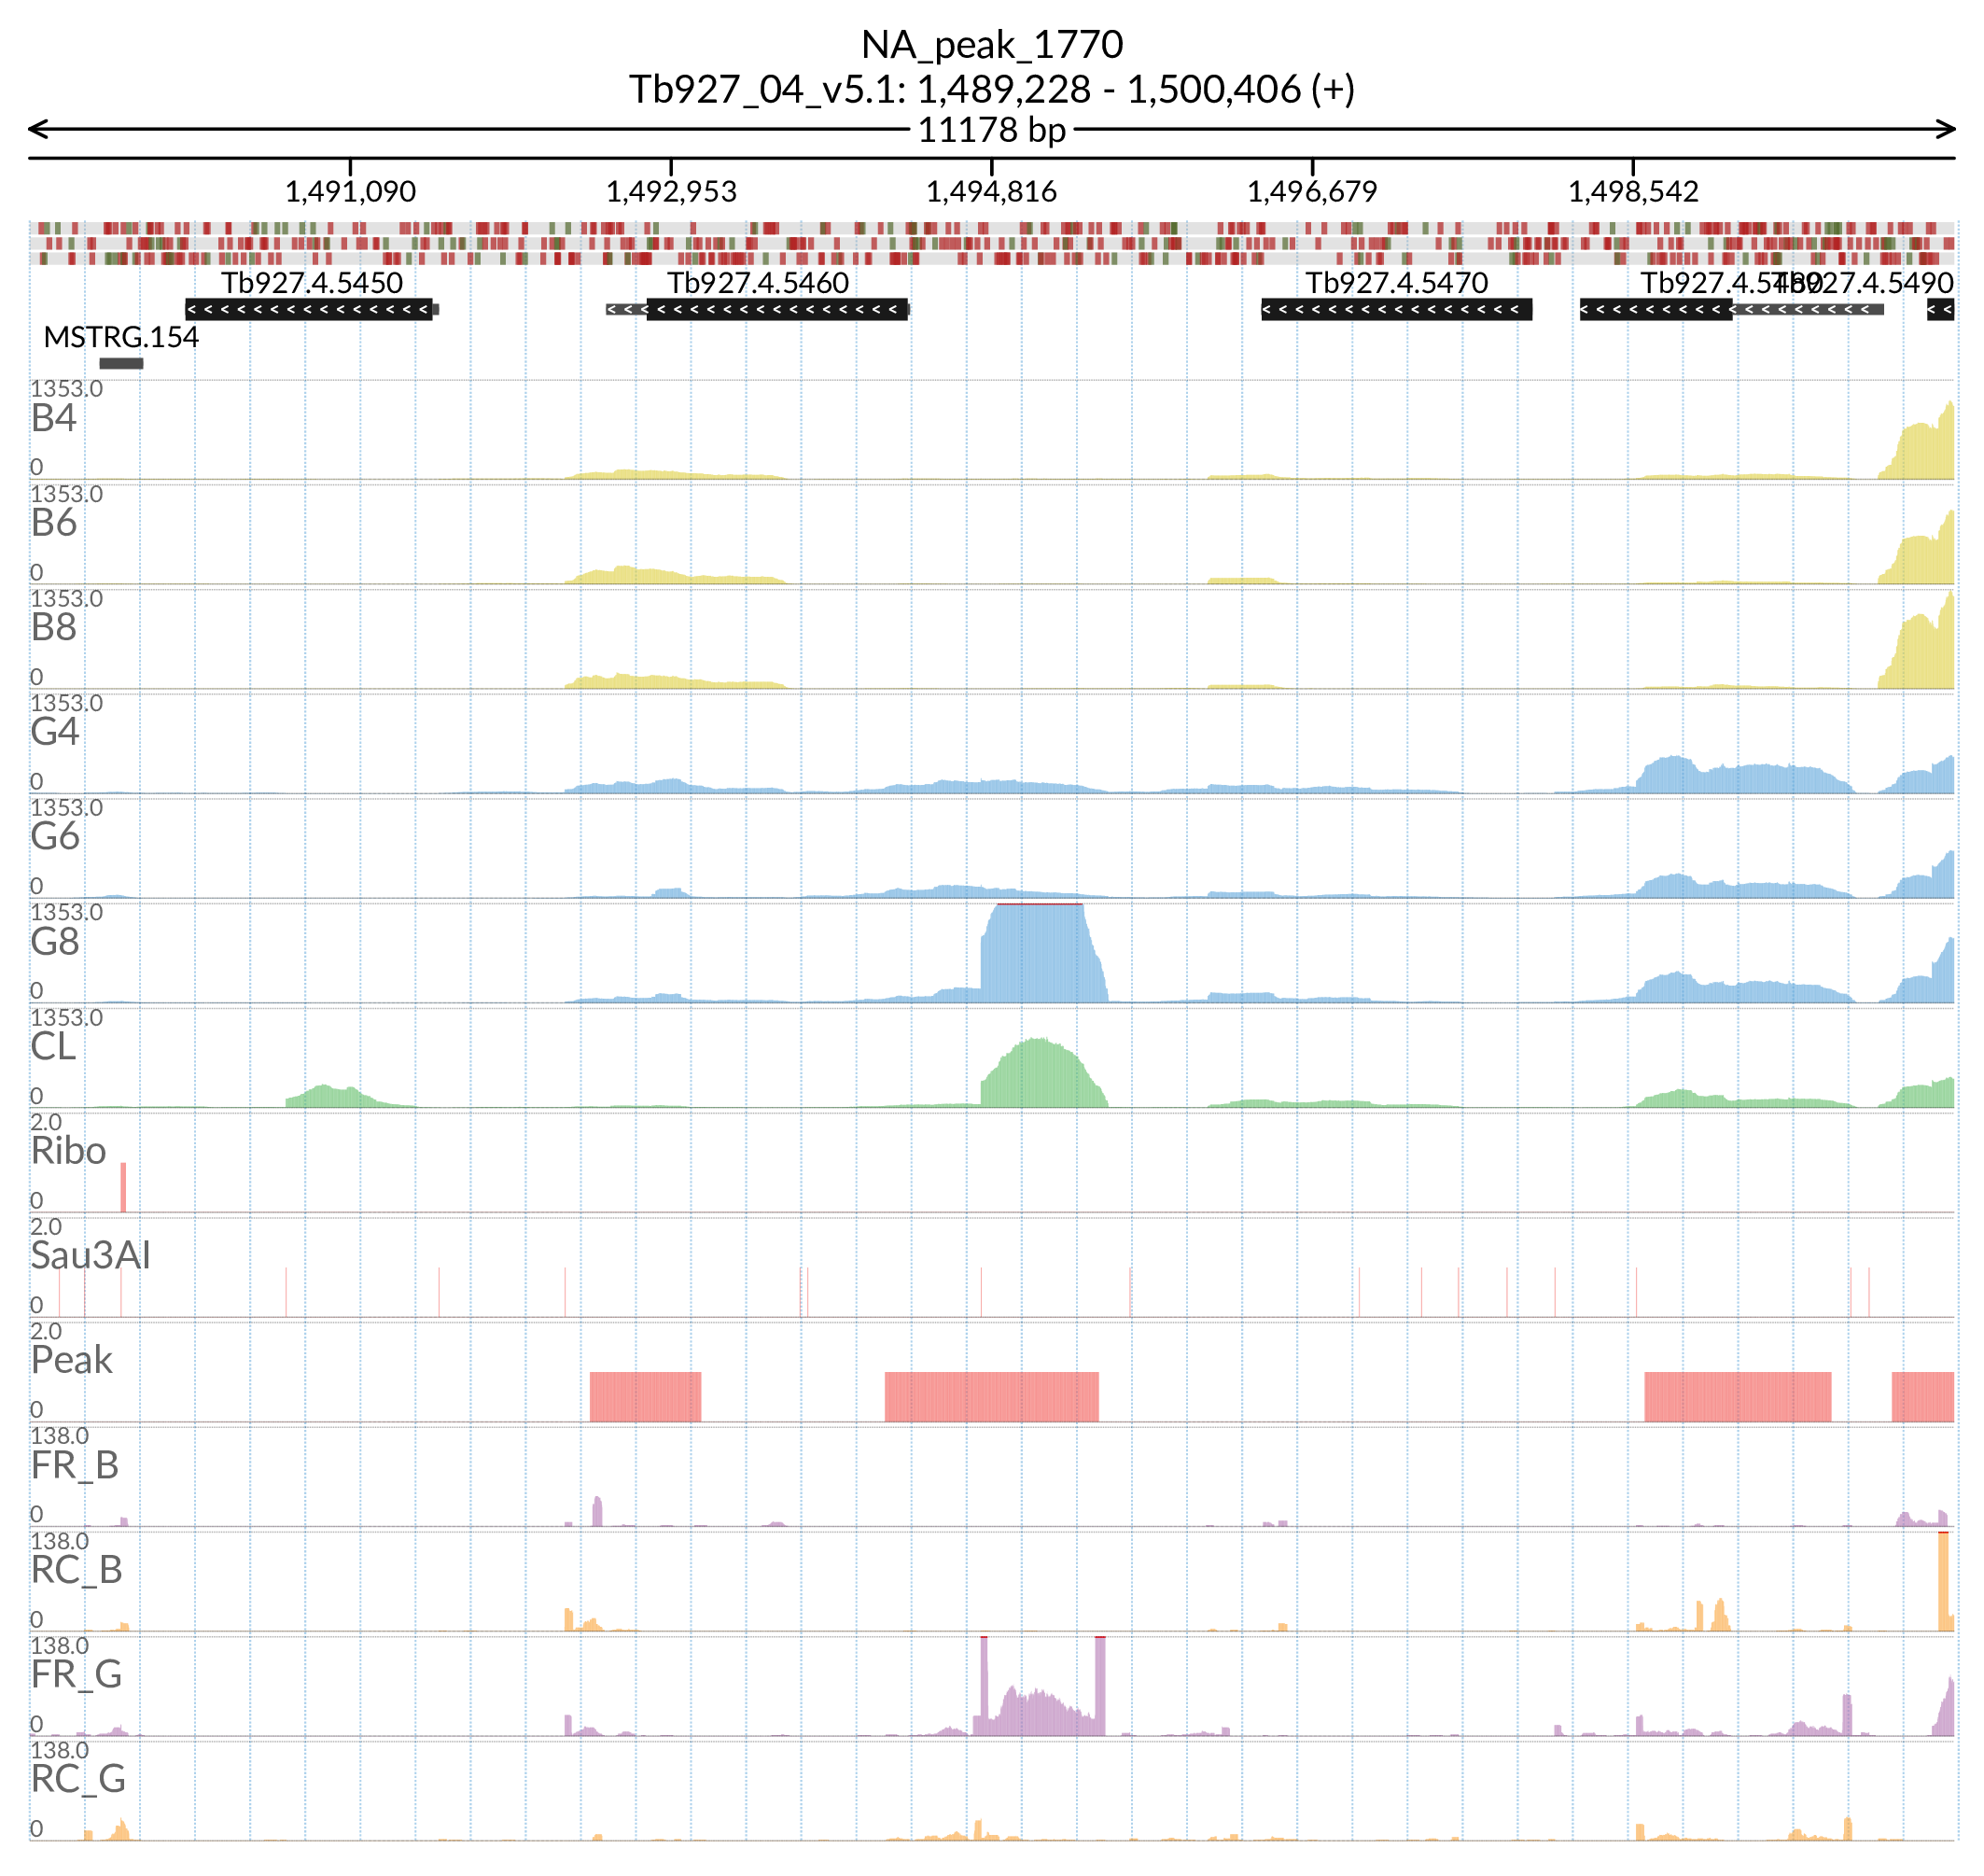 NA_peak_1770
Tb927_04_v5.1: 1,489,228 - 1,500,406 (+)
11178 bp
1,491,090 1,492,953 1,494,816 1,496,679 1,498,542
Tb927.4.5450 Tb927.4.5460 Tb927.4.5470 Tb927.4.5480 Tb927.4.5490
MSTRG.154
1353.0
B4
0
1353.0
B6
0
1353.0
B8
0
1353.0
G4
0
1353.0
G6
0
1353.0
G8
0
1353.0
CL
0
2.0
Ribo
0
2.0
Sau3AI
0
2.0
Peak
0
138.0
FR_B
0
138.0
RC_B
0
138.0
FR_G
0
138.0
RC_G
0